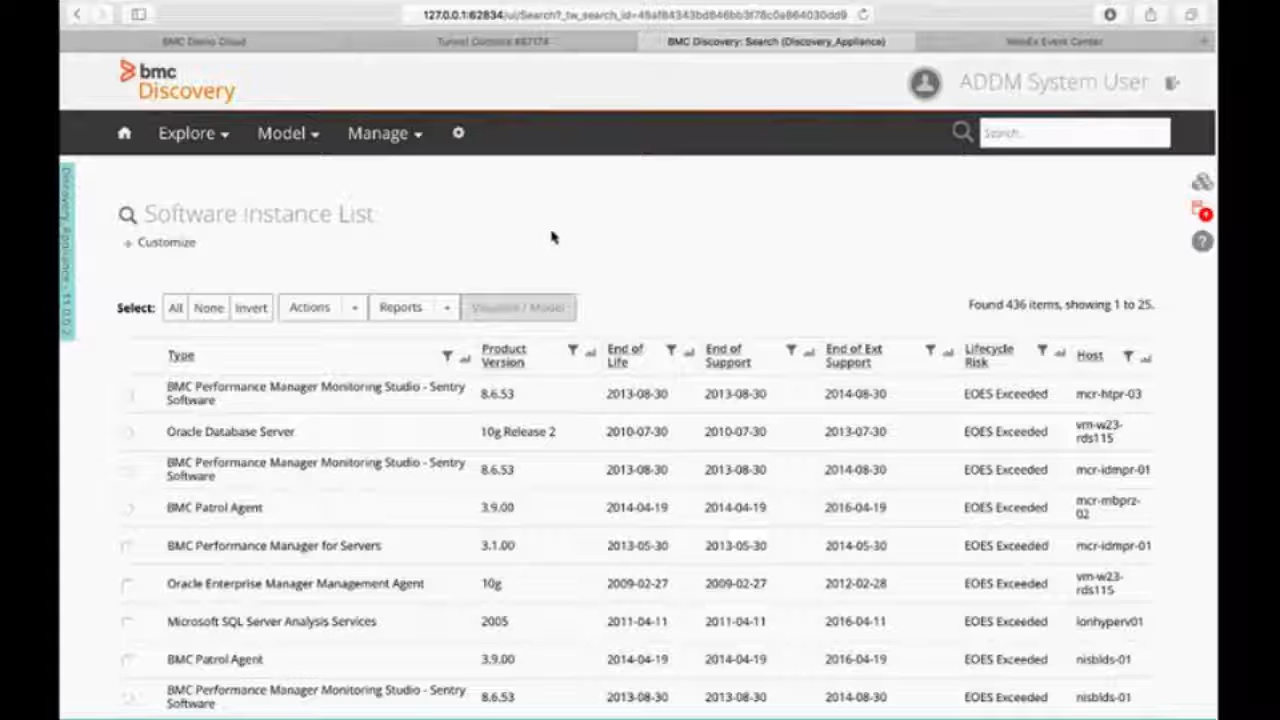 BMC Demo Cloud
BMC Discovery: Search (Discovery_Appliance)
WebEx Event Center
bmc
Discovery
ADDM System User
Explore
Model
Manage
Search...
Software Instance List
+ Customize
Select: All None Invert Actions Reports Visualize / Model
Found 436 items, showing 1 to 25.
Type Product Version End of Life End of Support End of Ext Support Lifecycle Risk Host
BMC Performance Manager Monitoring Studio - Sentry Software 8.6.53 2013-08-30 2013-08-30 2014-08-30 EOES Exceeded mcr-htpr-03
Oracle Database Server 10g Release 2 2010-07-30 2010-07-30 2013-07-30 EOES Exceeded vm-w23-rds115
BMC Performance Manager Monitoring Studio - Sentry Software 8.6.53 2013-08-30 2013-08-30 2014-08-30 EOES Exceeded mcr-idmpr-01
BMC Patrol Agent 3.9.00 2014-04-19 2014-04-19 2016-04-19 EOES Exceeded mcr-mbprz-02
BMC Performance Manager for Servers 3.1.00 2013-05-30 2013-05-30 2014-05-30 EOES Exceeded mcr-idmpr-01
Oracle Enterprise Manager Management Agent 10g 2009-02-27 2009-02-27 2012-02-28 EOES Exceeded vm-w23-rds115
Microsoft SQL Server Analysis Services 2005 2011-04-11 2011-04-11 2016-04-11 EOES Exceeded lonhyperv01
BMC Patrol Agent 3.9.00 2014-04-19 2014-04-19 2016-04-19 EOES Exceeded nisblds-01
BMC Performance Manager Monitoring Studio - Sentry Software 8.6.53 2013-08-30 2013-08-30 2014-08-30 EOES Exceeded nisblds-01